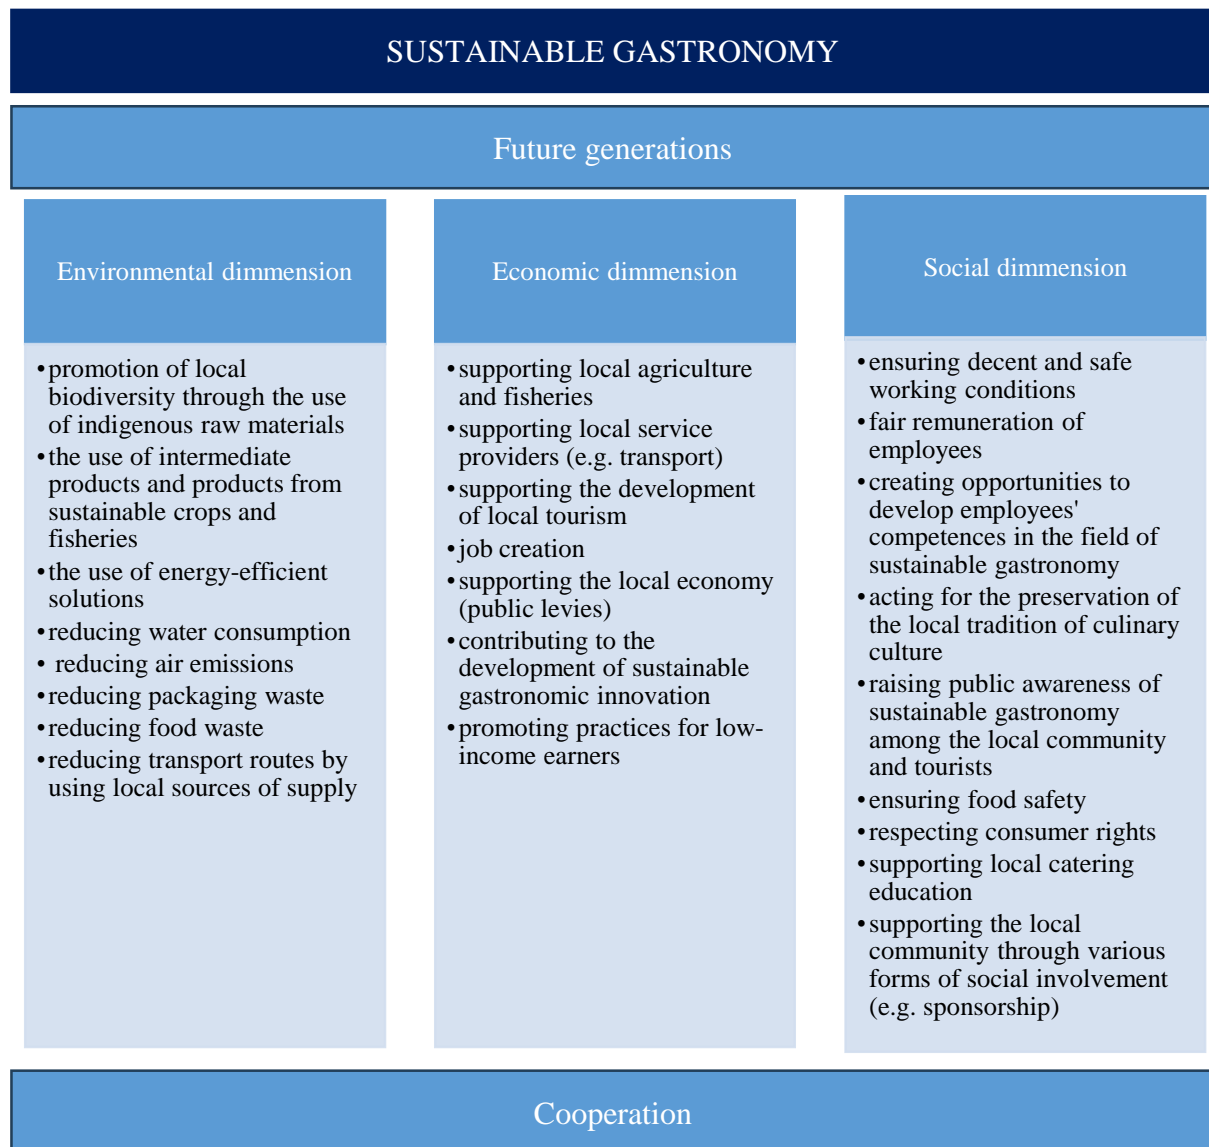 SUSTAINABLE GASTRONOMY
Future generations
Environmental dimmension
•promotion of local
biodiversity through the use
of indigenous raw materials
•the use of intermediate
products and products from
sustainable crops and
fisheries
•the use of energy-efficient
solutions
•reducing water consumption
• reducing air emissions
•reducing packaging waste
•reducing food waste
•reducing transport routes by
using local sources of supply
Economic dimmension
•supporting local agriculture
and fisheries
•supporting local service
providers (e.g. transport)
•supporting the development
of local tourism
•job creation
•supporting the local economy
(public levies)
•contributing to the
development of sustainable
gastronomic innovation
•promoting practices for low-
income earners
Social dimmension
•ensuring decent and safe
working conditions
•fair remuneration of
employees
•creating opportunities to
develop employees'
competences in the field of
sustainable gastronomy
•acting for the preservation of
the local tradition of culinary
culture
•raising public awareness of
sustainable gastronomy
among the local community
and tourists
•ensuring food safety
•respecting consumer rights
•supporting local catering
education
•supporting the local
community through various
forms of social involvement
(e.g. sponsorship)
Cooperation